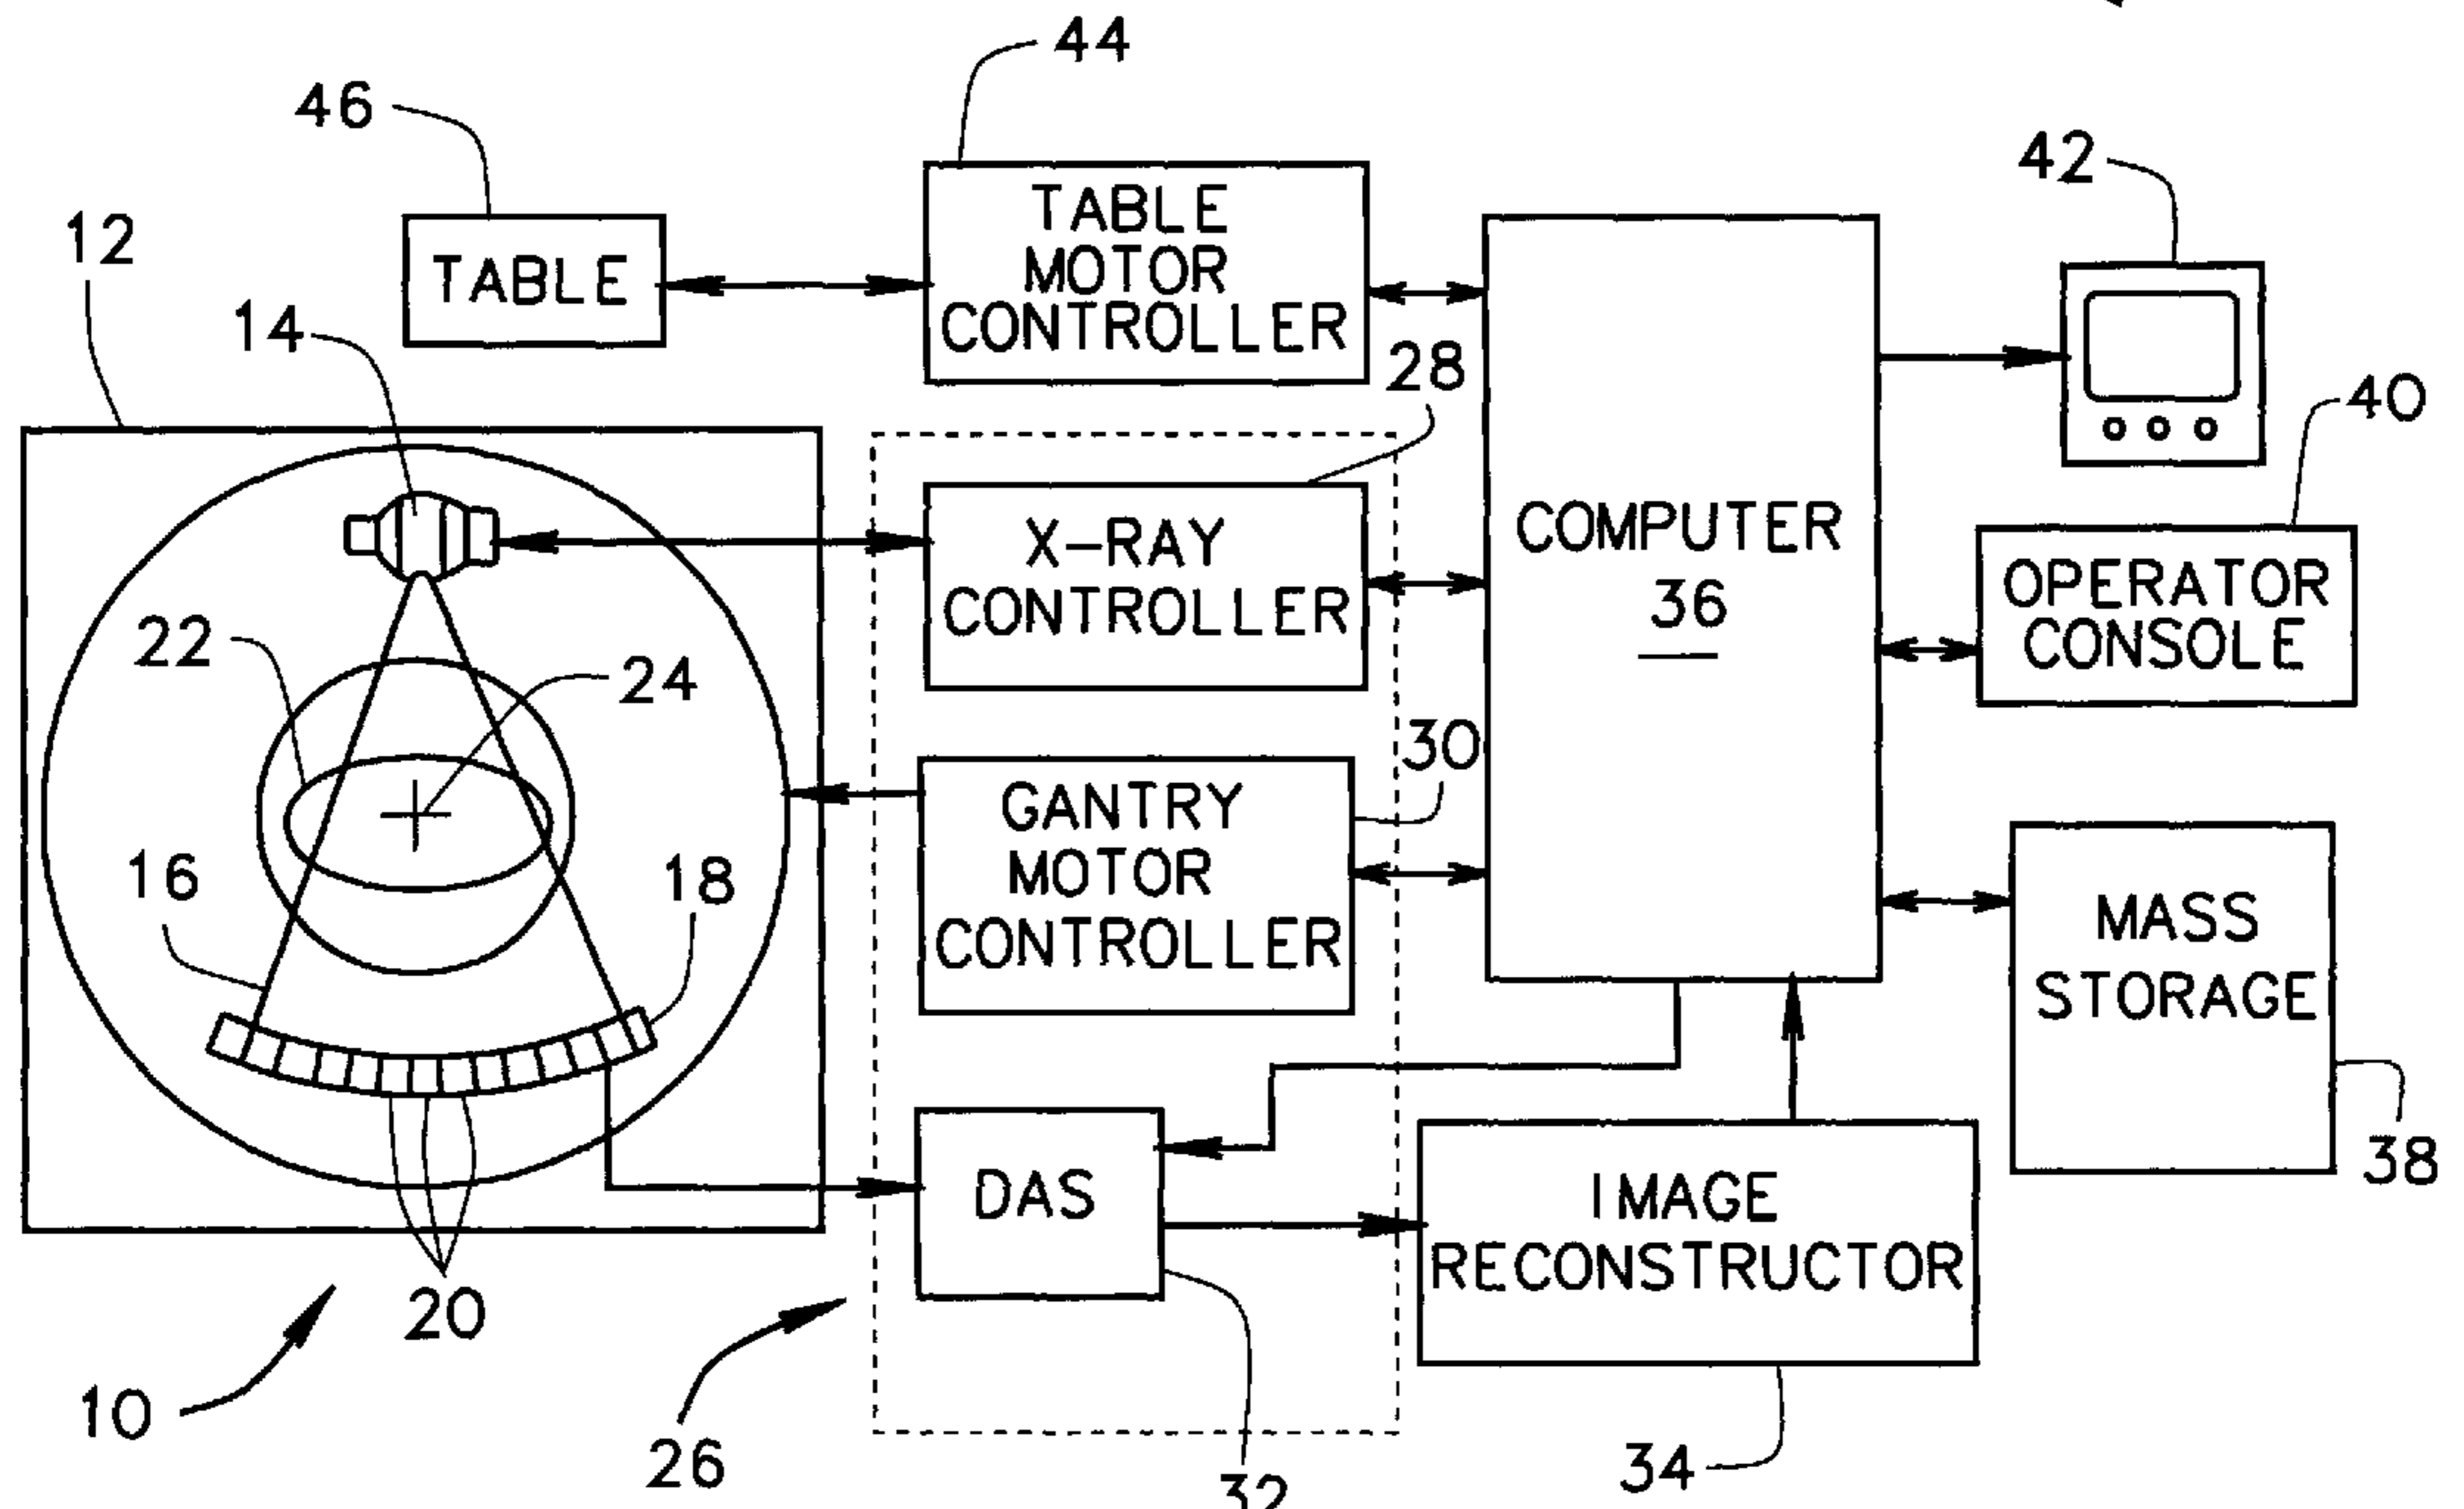 44
46
42
12
TABLE
MOTOR
CONTROLLER
TABLE
14
28
40
X-RAY
CONTROLLER
COMPUTER
36
OPERATOR
CONSOLE
22
24
30
GANTRY
MOTOR
CONTROLLER
16
18
MASS
STORAGE
38
DAS
IMAGE
RECONSTRUCTOR
20
10
26
32
34